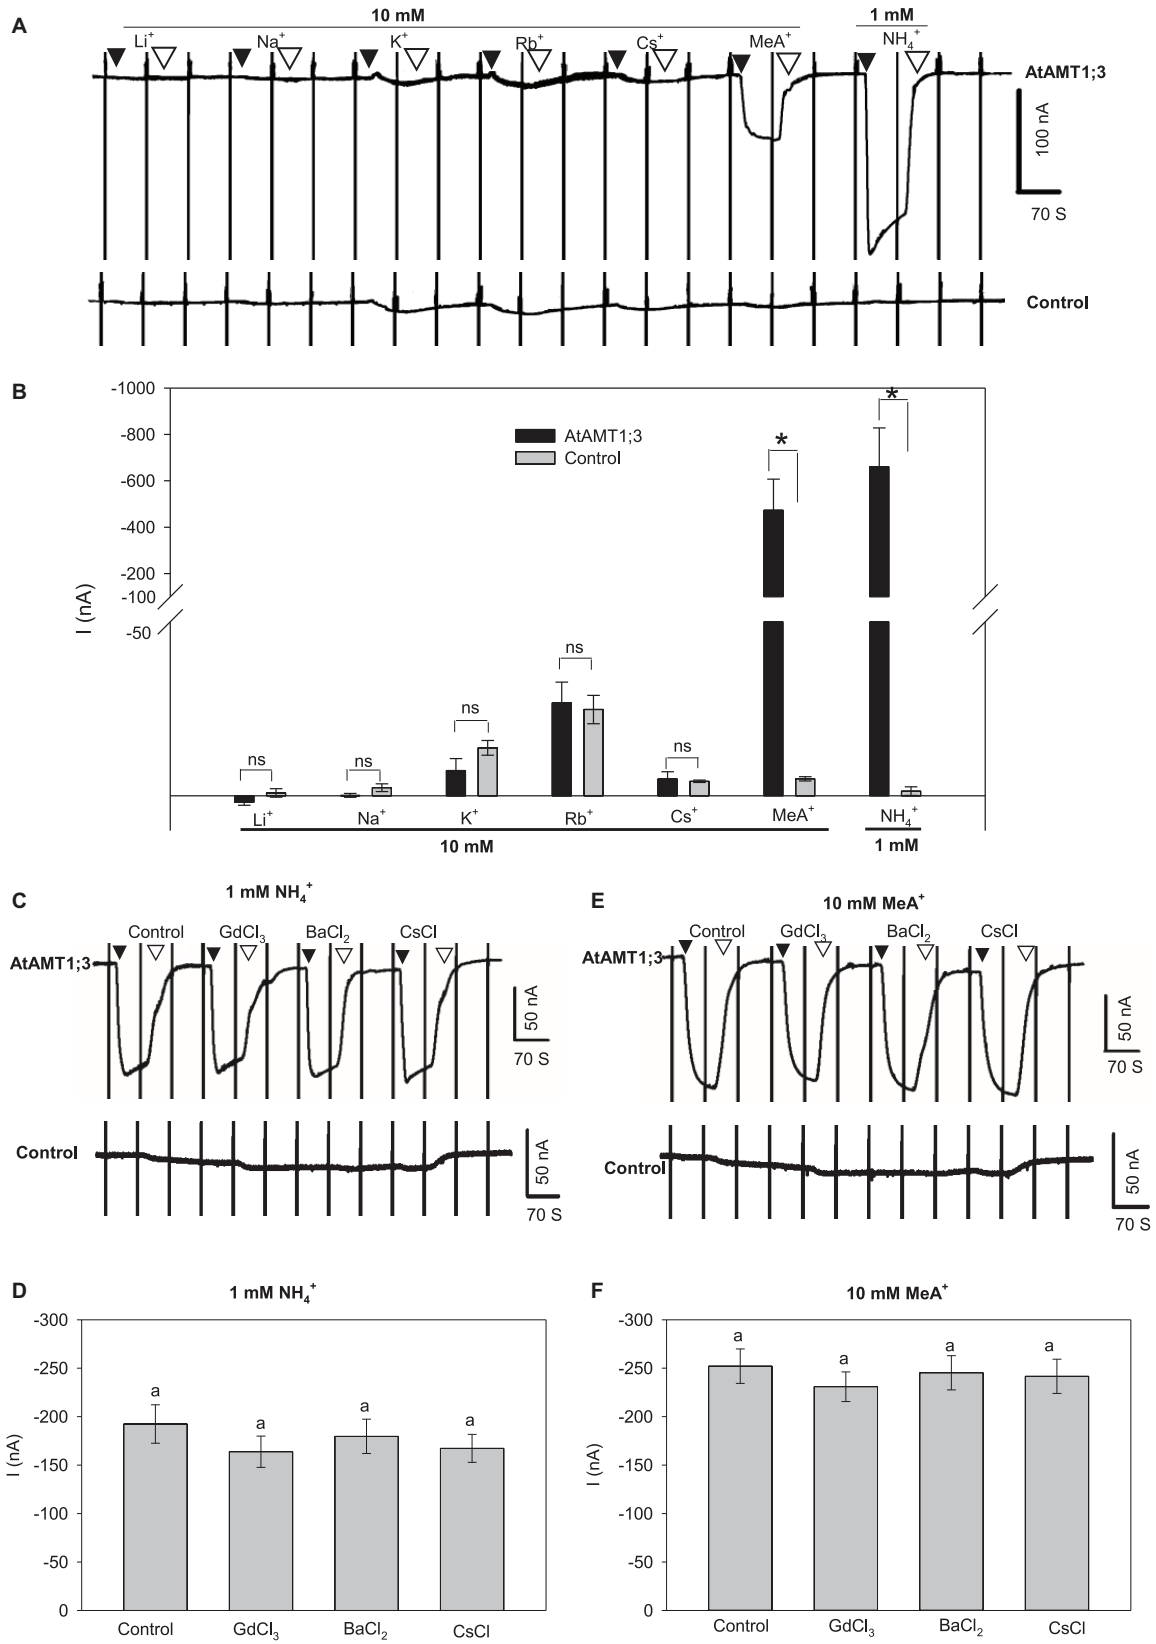 A
10 mM
1 mM
Li+
Na+
K+
Rb+
Cs+
MeA+
NH4+
AtAMT1;3
100 nA
70 S
Control
B
-1000
-800
-600
-400
-200
-100
-50
I (nA)
AtAMT1;3
Control
ns
ns
ns
ns
ns
*
*
Li+
Na+
K+
Rb+
Cs+
MeA+
NH4+
10 mM
1 mM
C
1 mM NH4+
Control
GdCl3
BaCl2
CsCl
AtAMT1;3
50 nA
70 S
Control
50 nA
70 S
E
10 mM MeA+
Control
GdCl3
BaCl2
CsCl
AtAMT1;3
50 nA
70 S
Control
50 nA
70 S
D
1 mM NH4+
-300
-250
-200
-150
-100
-50
0
I (nA)
a
a
a
a
Control
GdCl3
BaCl2
CsCl
F
10 mM MeA+
-300
-250
-200
-150
-100
-50
0
I (nA)
a
a
a
a
Control
GdCl3
BaCl2
CsCl